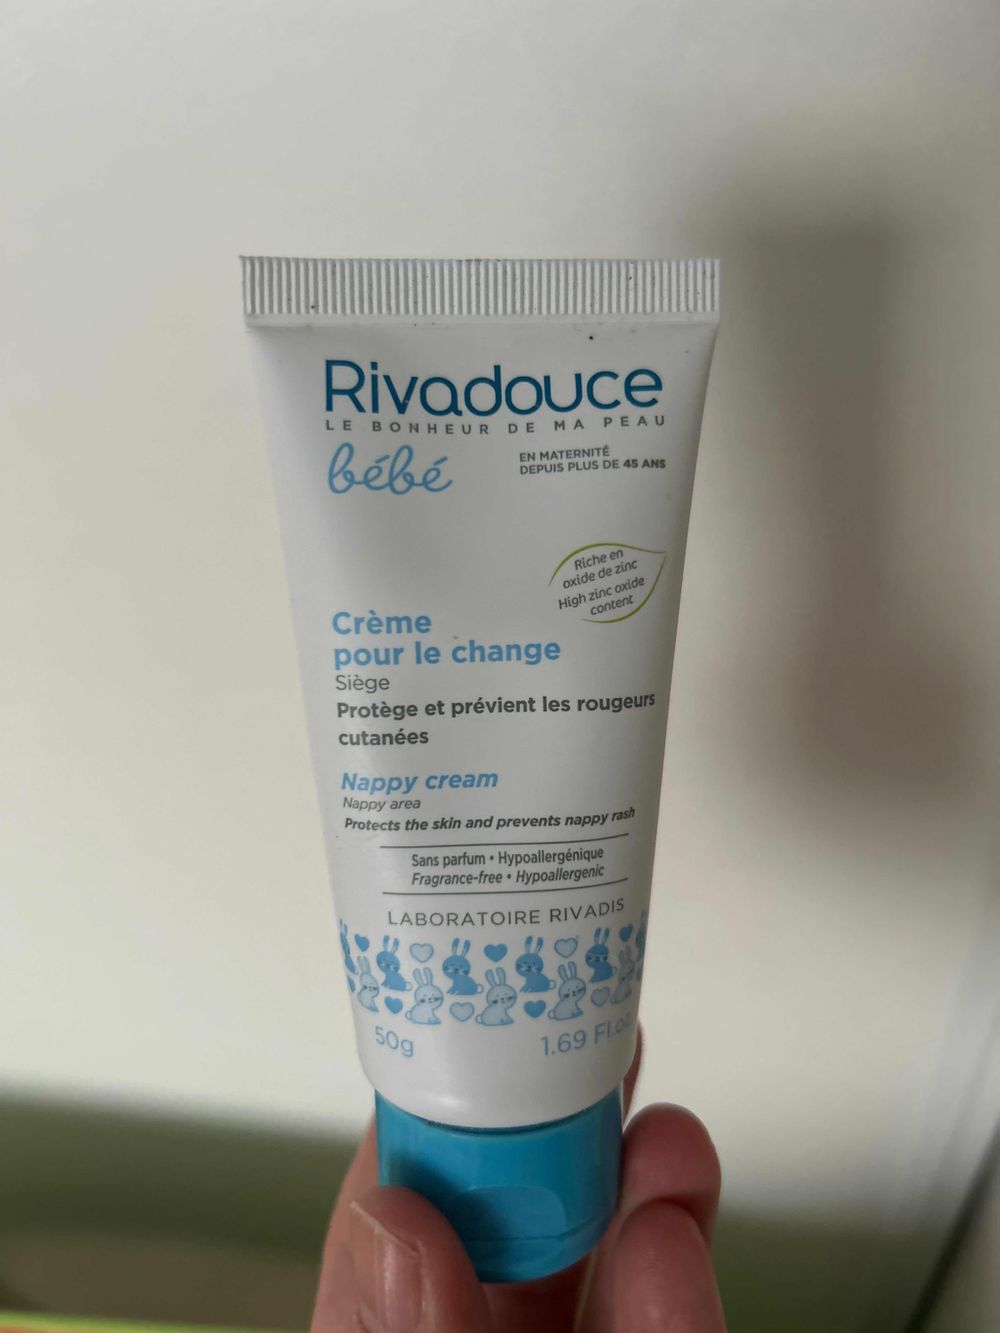 Rivadouce
LE BONHEUR DE MA PEAU
bébé
EN MATERNITÉ
DEPUIS PLUS DE 45 ANS
Riche en
oxide de zinc
High zinc oxide
content
Crème
pour le change
Siège
Protège et prévient les rougeurs
cutanées
Nappy cream
Nappy area
Protects the skin and prevents nappy rash
Sans parfum • Hypoallergénique
Fragrance-free • Hypoallergenic
LABORATOIRE RIVADIS
50g
1.69 Fl.oz